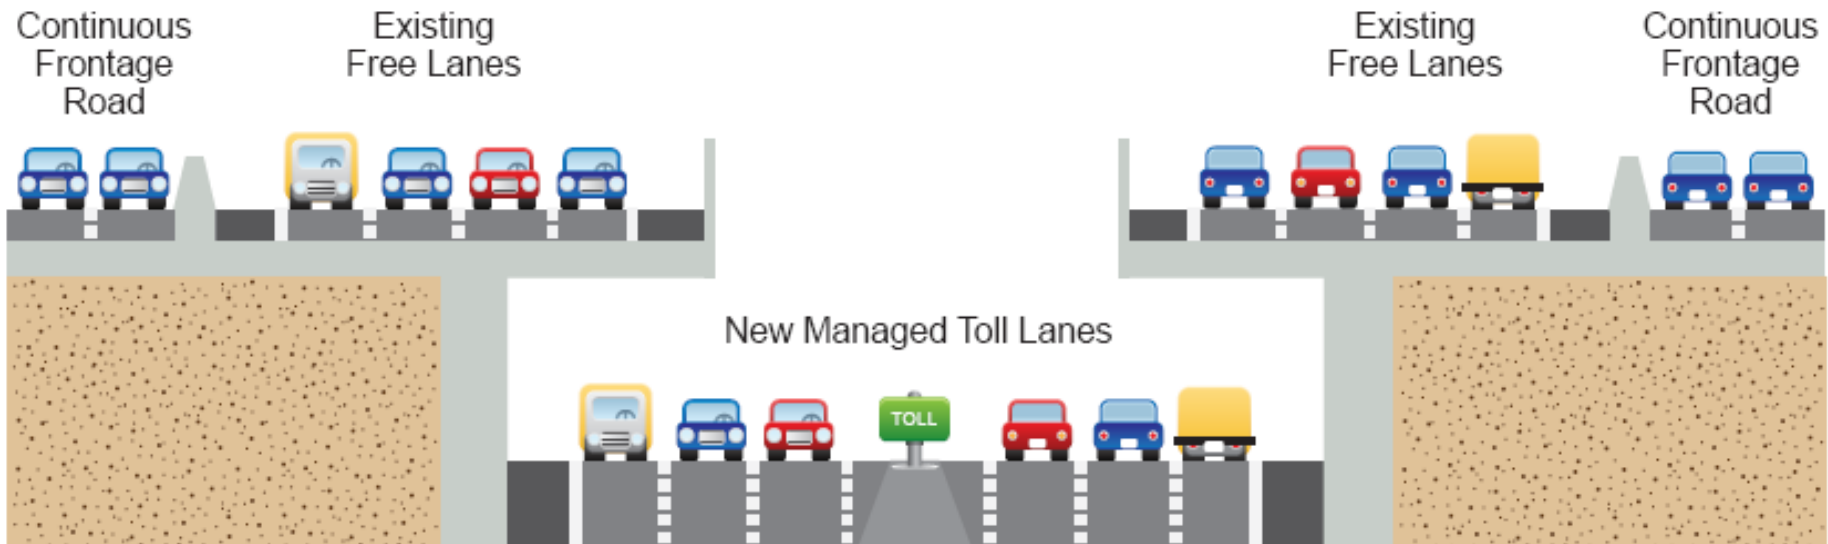 Continuous
Frontage
Road
Existing
Free Lanes
Existing
Free Lanes
Continuous
Frontage
Road
New Managed Toll Lanes
TOLL